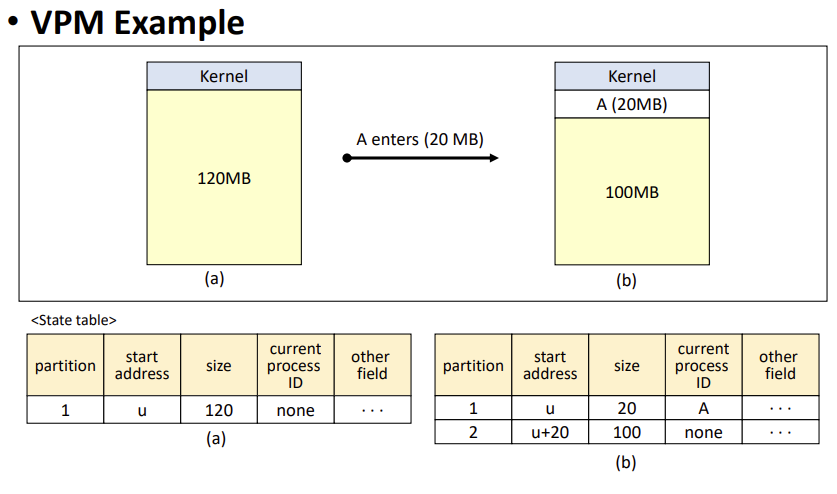 • VPM Example
Kernel
120MB
(a)
A enters (20 MB)
Kernel
A (20MB)
100MB
(b)
<State table>
partition start address size current process ID other field
1 u 120 none ···
(a)
partition start address size current process ID other field
1 u 20 A ···
2 u+20 100 none ···
(b)